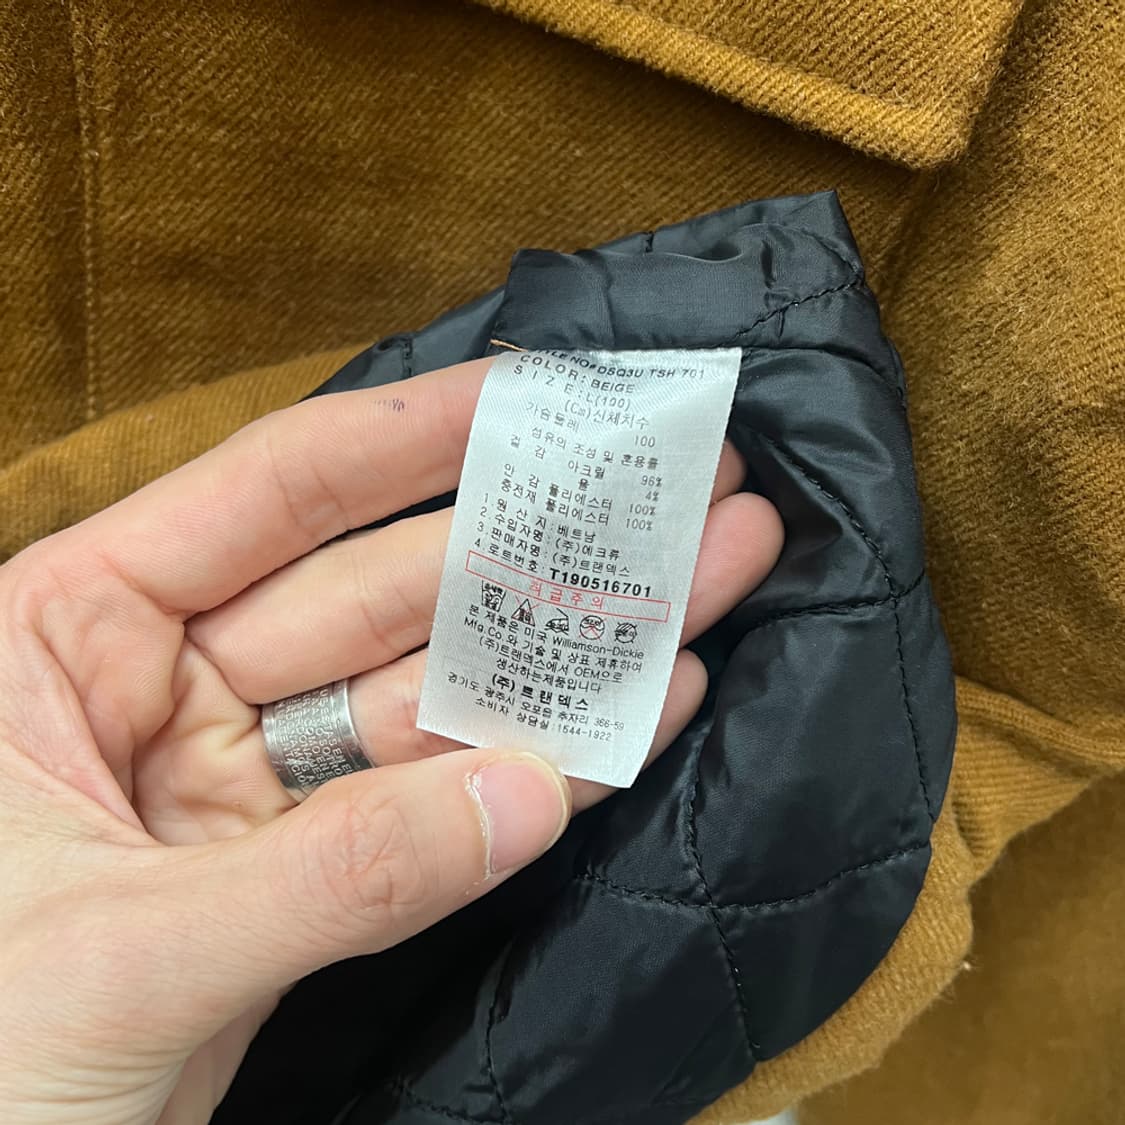 STYLE NO#DSQ3U TSH 701
COLOR: BEIGE
SIZE: L(100)
(Cm)신체치수
가슴둘레 100
섬유의 조성 및 혼용률
겉 감 아크릴 96%
울 4%
안 감 폴리에스터 100%
충전재 폴리에스터 100%
1. 원 산 지: 베트남
2. 수입자명: (주)에크류
3. 판매자명: (주)트랜덱스
4. 로트번호: T190516701
취급주의
본 제품은 미국 Williamson-Dickie
Mfg.Co.와 기술 및 상표 제휴하여
(주)트랜덱스에서 OEM으로
생산하는제품입니다
(주) 트랜덱스
경기도 광주시 오포읍 추자리 366-59
소비자 상담실:1544-1922